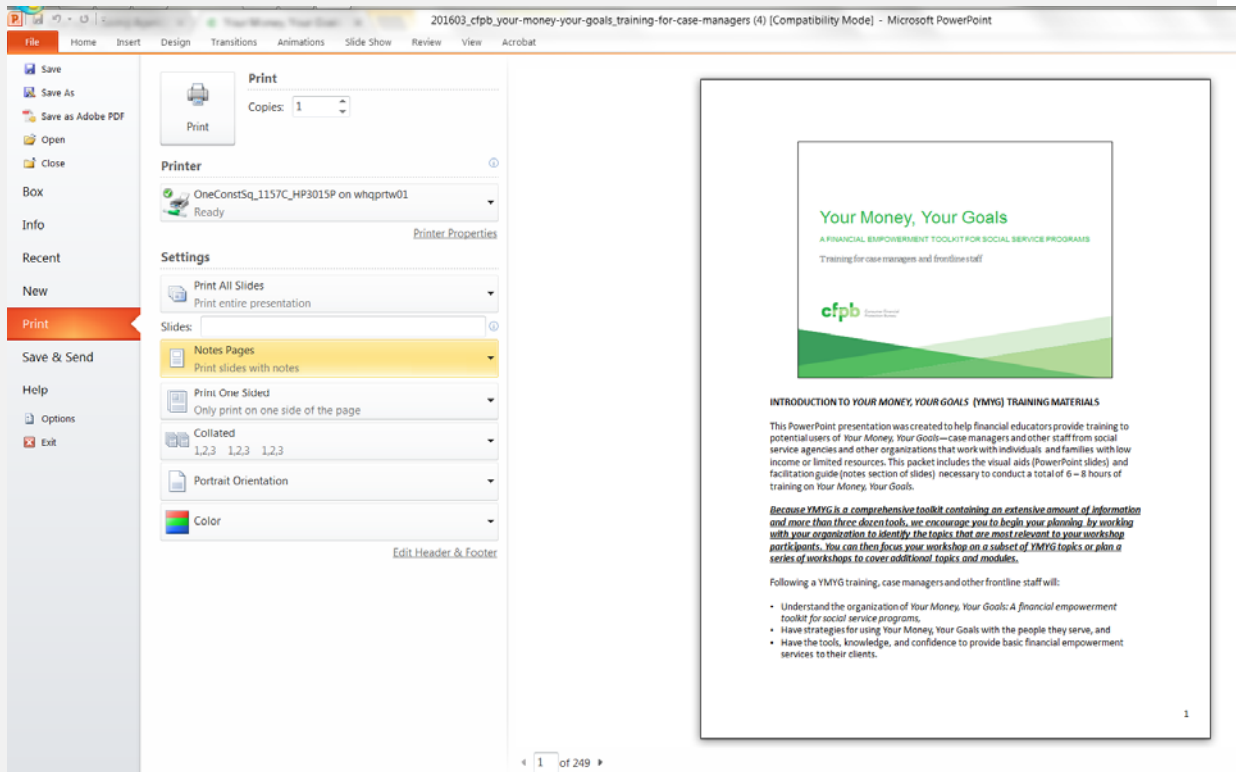 201603_cfpb_your-money-your-goals_training-for-case-managers (4) [Compatibility Mode] - Microsoft PowerPoint
File Home Insert Design Transitions Animations Slide Show Review View Acrobat
Save
Save As
Save as Adobe PDF
Open
Close
Box
Info
Recent
New
Print
Save & Send
Help
Options
Exit
Print
Copies: 1
Print
Printer
OneConstSq_1157C_HP3015P on whqprtw01
Ready
Printer Properties
Settings
Print All Slides
Print entire presentation
Slides:
Notes Pages
Print slides with notes
Print One Sided
Only print on one side of the page
Collated
1,2,3 1,2,3 1,2,3
Portrait Orientation
Color
Edit Header & Footer
Your Money, Your Goals
A FINANCIAL EMPOWERMENT TOOLKIT FOR SOCIAL SERVICE PROGRAMS
Training for case managers and frontline staff
cfpb Consumer Financial
Protection Bureau
INTRODUCTION TO YOUR MONEY, YOUR GOALS (YMYG) TRAINING MATERIALS
This PowerPoint presentation was created to help financial educators provide training to
potential users of Your Money, Your Goals—case managers and other staff from social
service agencies and other organizations that work with individuals and families with low
income or limited resources. This packet includes the visual aids (PowerPoint slides) and
facilitation guide (notes section of slides) necessary to conduct a total of 6 – 8 hours of
training on Your Money, Your Goals.
Because YMYG is a comprehensive toolkit containing an extensive amount of information
and more than three dozen tools, we encourage you to begin your planning by working
with your organization to identify the topics that are most relevant to your workshop
participants. You can then focus your workshop on a subset of YMYG topics or plan a
series of workshops to cover additional topics and modules.
Following a YMYG training, case managers and other frontline staff will:
• Understand the organization of Your Money, Your Goals: A financial empowerment
toolkit for social service programs,
• Have strategies for using Your Money, Your Goals with the people they serve, and
• Have the tools, knowledge, and confidence to provide basic financial empowerment
services to their clients.
1
1 of 249